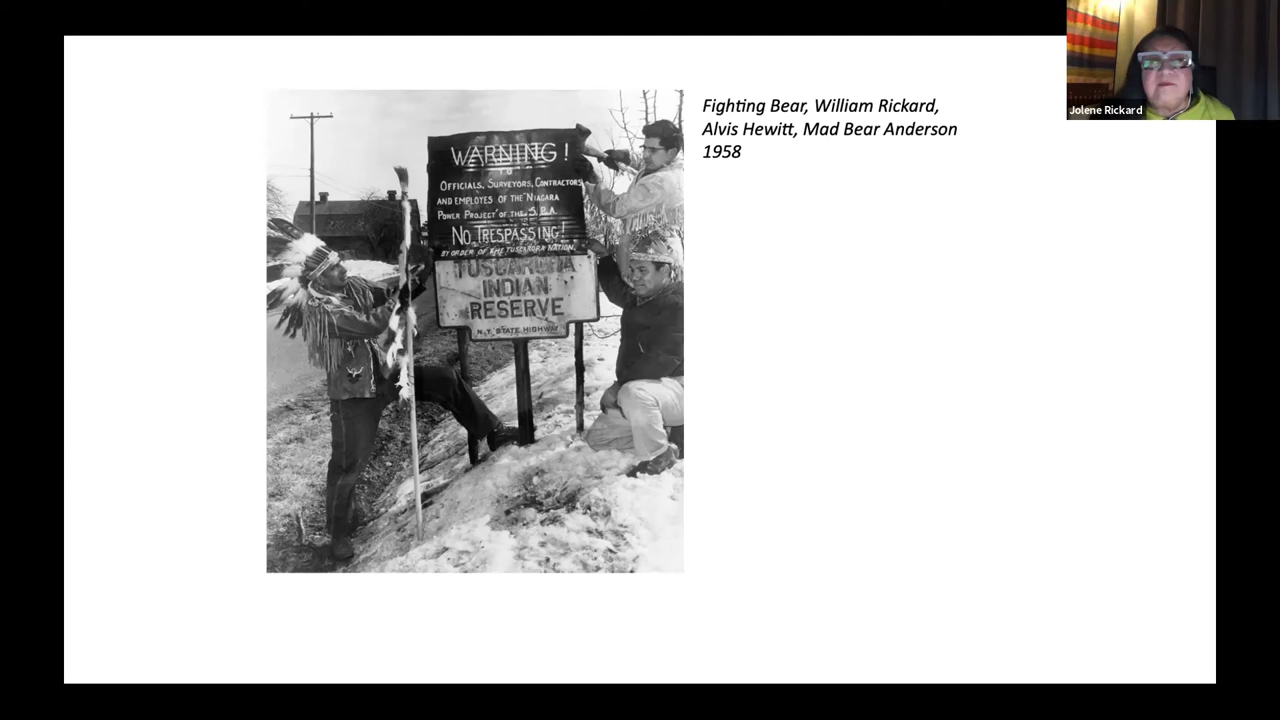 Fighting Bear, William Rickard,
Alvis Hewitt, Mad Bear Anderson
1958
Jolene Rickard
WARNING!
TO
OFFICIALS, SURVEYORS, CONTRACTORS
AND EMPLOYES OF THE NIAGARA
POWER PROJECT OF THE S.P.A.
NO TRESPASSING!
BY ORDER OF THE TUSCARORA NATION.
TUSCARORA
INDIAN
RESERVE
N.Y. STATE HIGHWAY